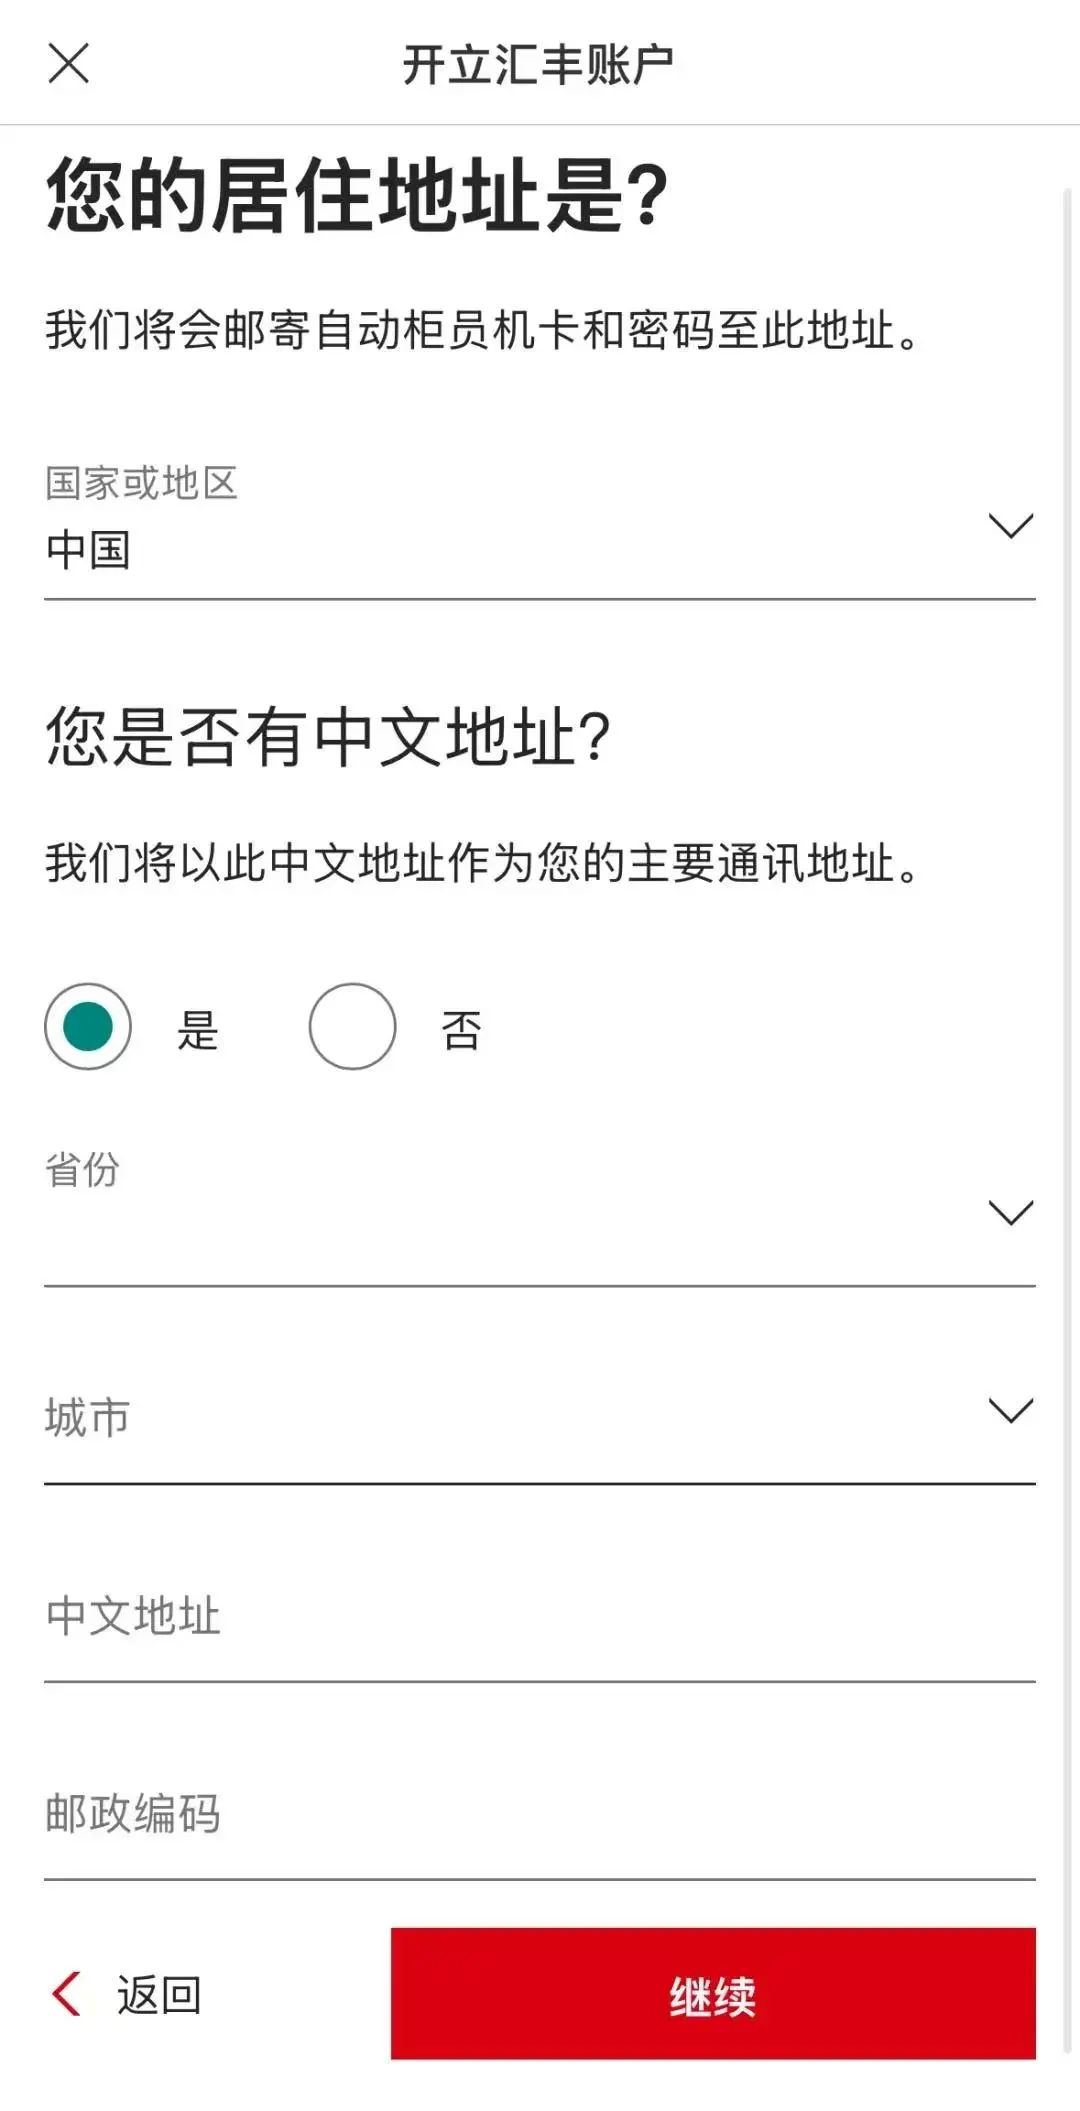 开立汇丰账户
您的居住地址是?
我们将会邮寄自动柜员机卡和密码至此地址。
国家或地区
中国
您是否有中文地址?
我们将以此中文地址作为您的主要通讯地址。
是 否
省份
城市
中文地址
邮政编码
返回 继续